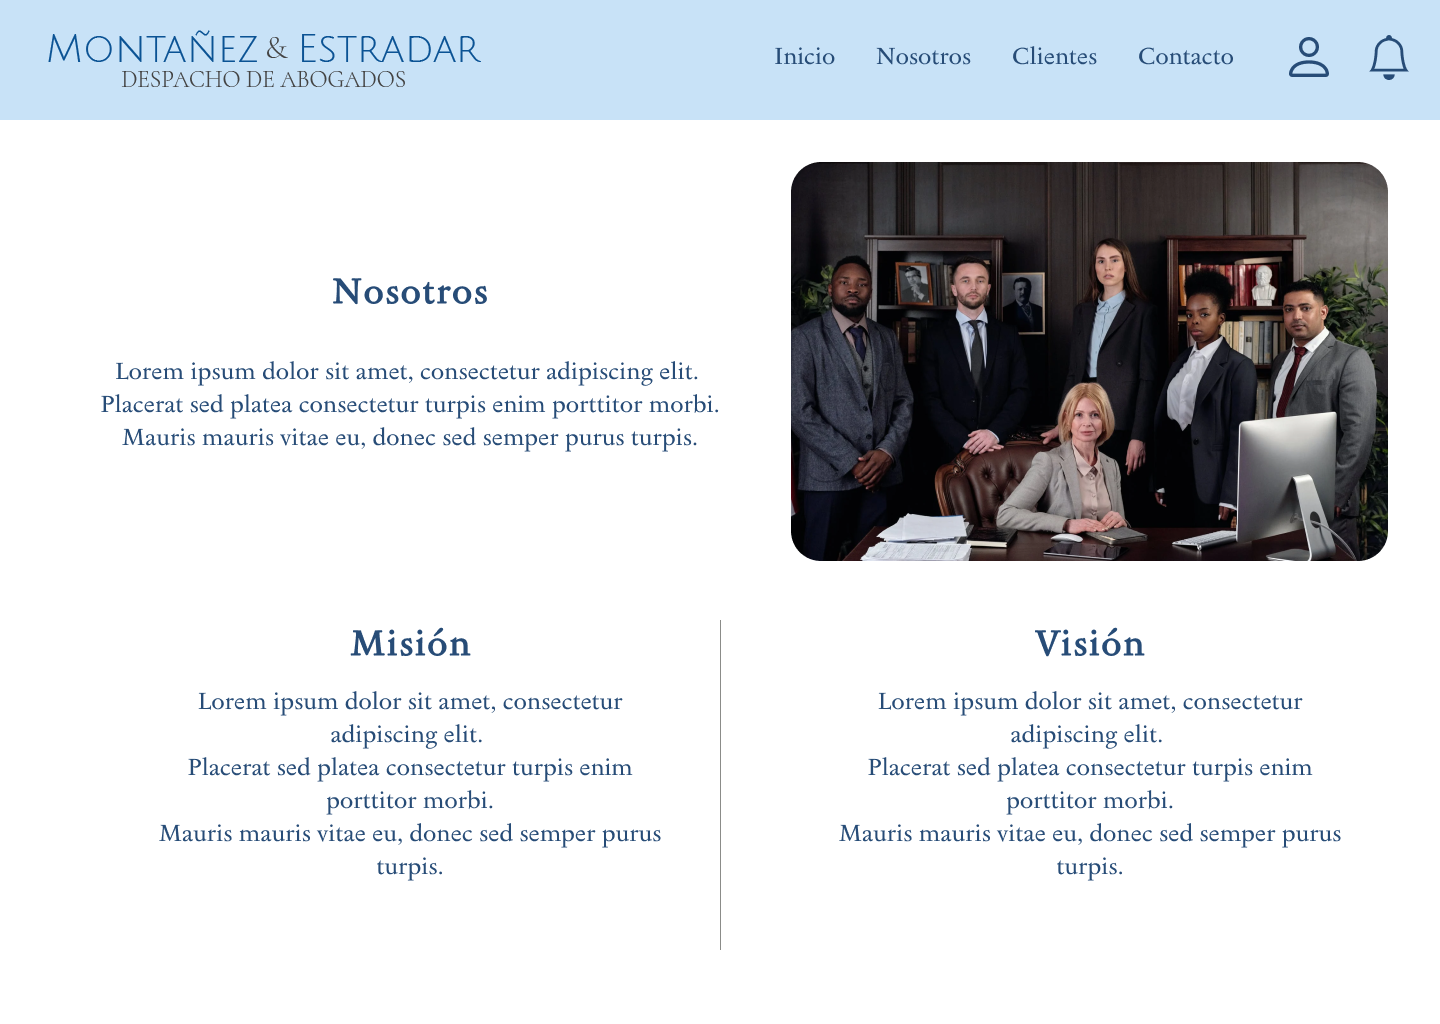 MONTAÑEZ & ESTRADAR
DESPACHO DE ABOGADOS
Inicio Nosotros Clientes Contacto
Nosotros
Lorem ipsum dolor sit amet, consectetur adipiscing elit.
Placerat sed platea consectetur turpis enim porttitor morbi.
Mauris mauris vitae eu, donec sed semper purus turpis.
Misión
Lorem ipsum dolor sit amet, consectetur
adipiscing elit.
Placerat sed platea consectetur turpis enim
porttitor morbi.
Mauris mauris vitae eu, donec sed semper purus
turpis.
Visión
Lorem ipsum dolor sit amet, consectetur
adipiscing elit.
Placerat sed platea consectetur turpis enim
porttitor morbi.
Mauris mauris vitae eu, donec sed semper purus
turpis.